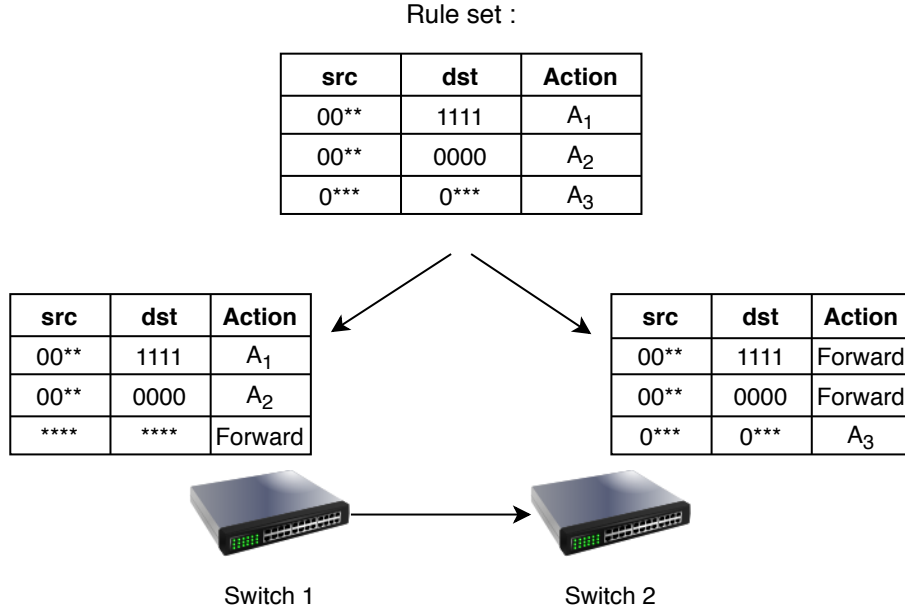 Rule set :
src dst Action
00** 1111 A1
00** 0000 A2
0*** 0*** A3
src dst Action
00** 1111 A1
00** 0000 A2
**** **** Forward
src dst Action
00** 1111 Forward
00** 0000 Forward
0*** 0*** A3
Switch 1
Switch 2